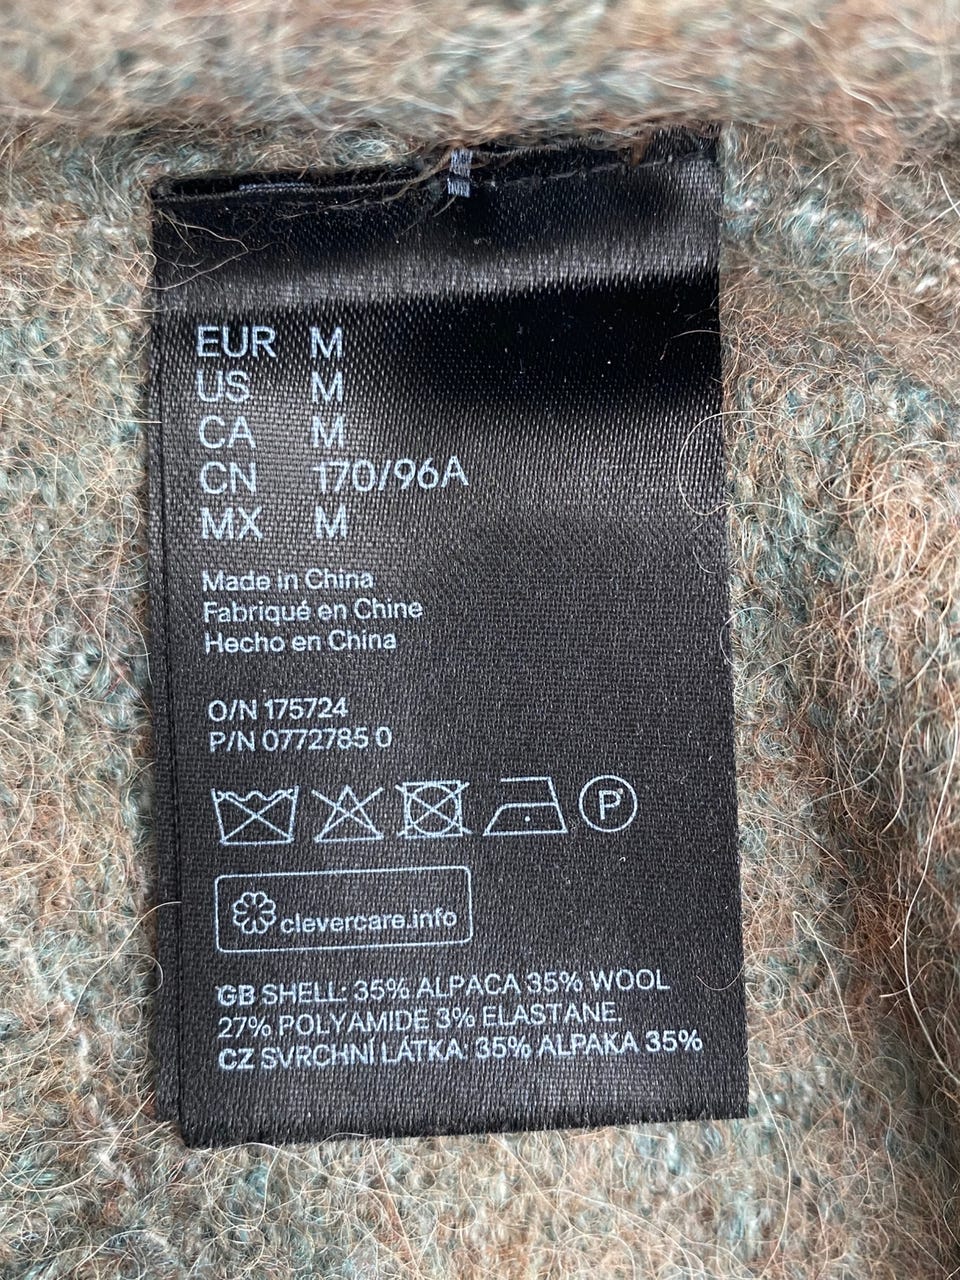 EUR M
US M
CA M
CN 170/96A
MX M
Made in China
Fabriqué en Chine
Hecho en China
O/N 175724
P/N 0772785 0
P
clevercare.info
GB SHELL: 35% ALPACA 35% WOOL
27% POLYAMIDE 3% ELASTANE.
CZ SVRCHNÍ LÁTKA: 35% ALPAKA 35%